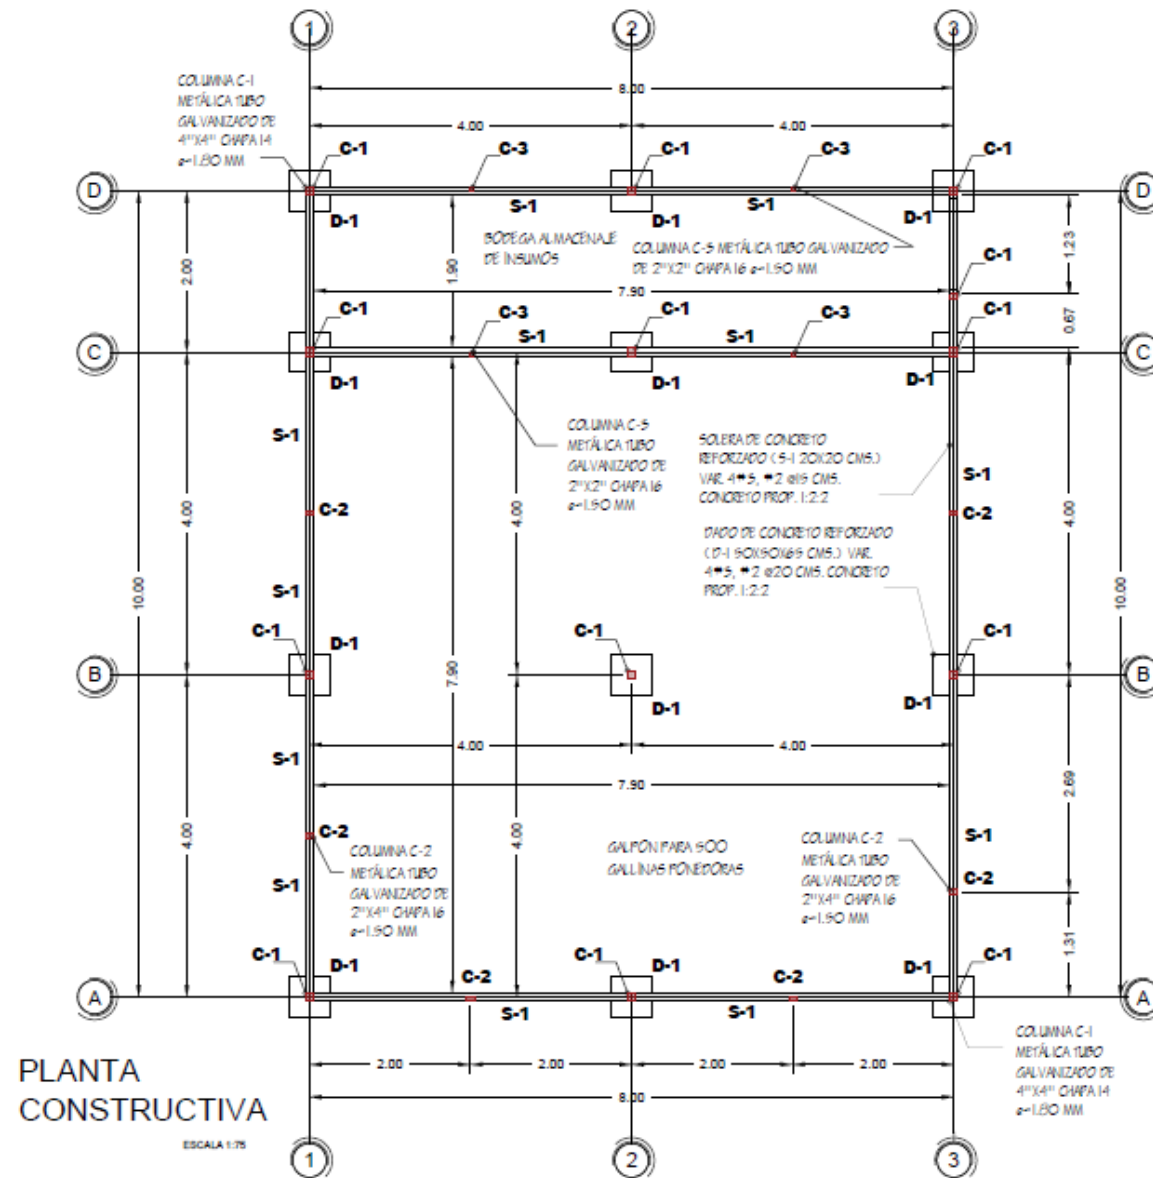 1
2
3
8.00
4.00
4.00
COLUMNA C-1
METÁLICA TUBO
GALVANIZADO DE
4"X4" CHAPA 14
e=1.80 MM
C-1
C-3
C-1
C-3
C-1
D
D
D-1
S-1
D-1
S-1
D-1
BODEGA ALMACENAJE
DE INSUMOS
COLUMNA C-3 METÁLICA TUBO GALVANIZADO
DE 2"X2" CHAPA 16 e=1.50 MM
2.00
1.90
1.23
C-1
7.90
0.67
C-1
C-3
S-1
C-1
S-1
C-3
C-1
C
C
D-1
D-1
D-1
S-1
COLUMNA C-3
METÁLICA TUBO
GALVANIZADO DE
2"X2" CHAPA 16
e=1.50 MM
SOLERA DE CONCRETO
REFORZADO (S-1 20X20 CMS.)
VAR. 4#3, #2 @15 CMS.
CONCRETO PROP. 1:2:2
S-1
C-2
C-2
4.00
4.00
4.00
DADO DE CONCRETO REFORZADO
(D-1 50X50X65 CMS.) VAR.
4#3, #2 @20 CMS. CONCRETO
PROP. 1:2:2
10.00
10.00
S-1
C-1
D-1
C-1
C-1
B
B
D-1
D-1
7.90
4.00
4.00
2.69
S-1
7.90
4.00
4.00
C-2
COLUMNA C-2
METÁLICA TUBO
GALVANIZADO DE
2"X4" CHAPA 16
e=1.50 MM
GALPÓN PARA 500
GALLINAS PONEDORAS
COLUMNA C-2
METÁLICA TUBO
GALVANIZADO DE
2"X4" CHAPA 16
e=1.50 MM
S-1
C-2
S-1
1.31
C-1
D-1
C-2
C-1
D-1
C-2
D-1
C-1
A
A
S-1
S-1
COLUMNA C-1
METÁLICA TUBO
GALVANIZADO DE
4"X4" CHAPA 14
e=1.80 MM
2.00
2.00
2.00
2.00
8.00
PLANTA
CONSTRUCTIVA
ESCALA 1:75
1
2
3